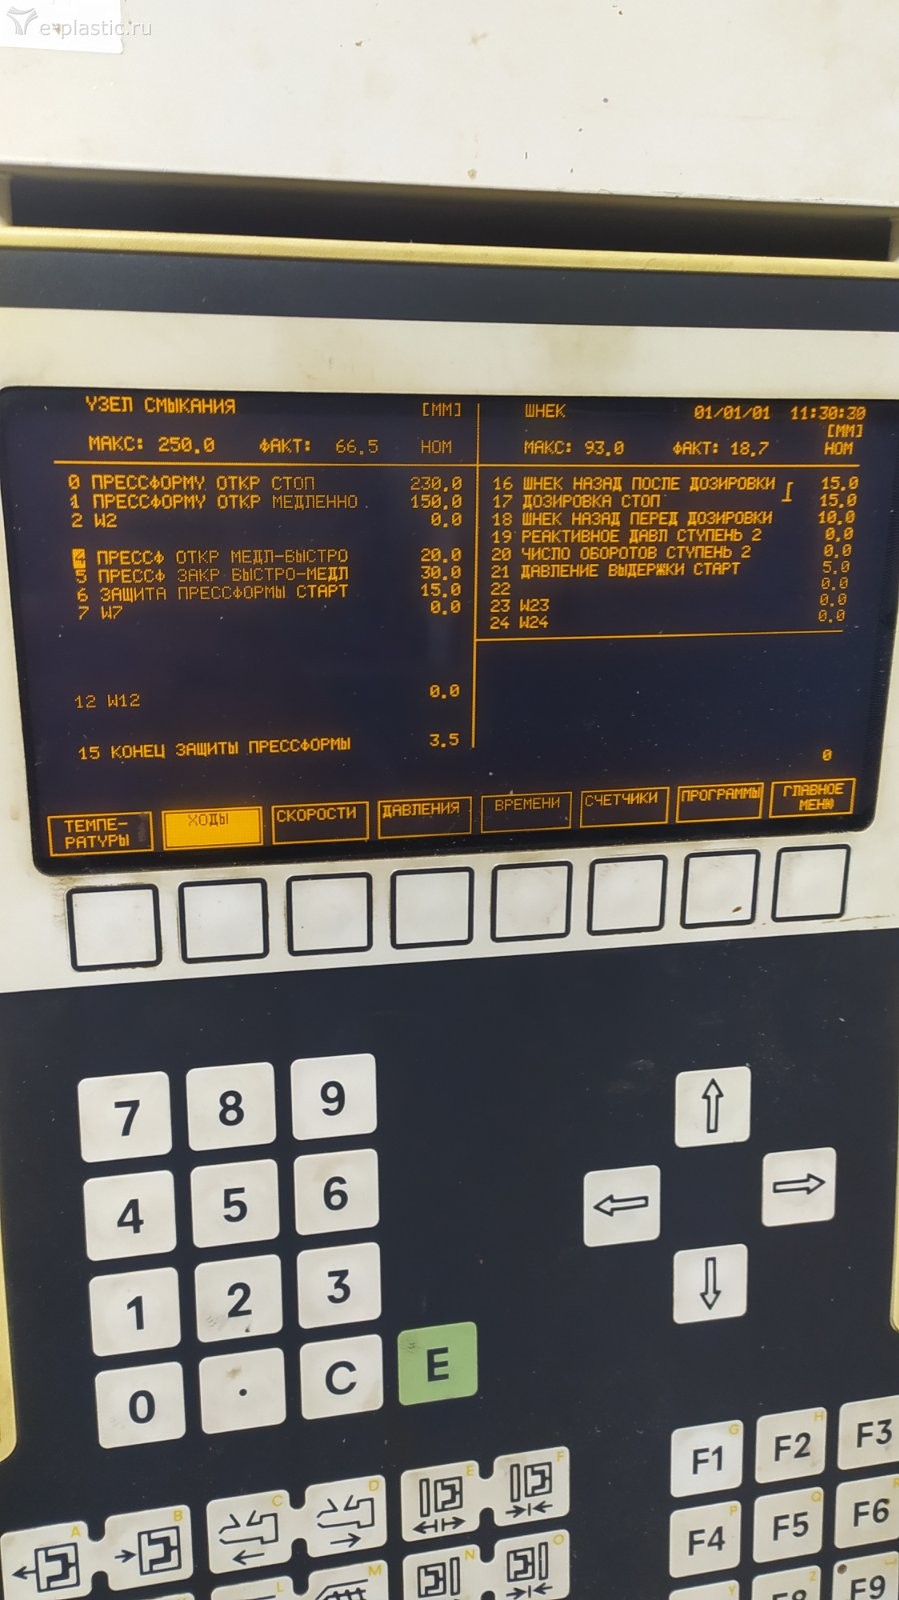 e-plastic.ru
УЗЕЛ СМЫКАНИЯ [ММ]
МАКС: 250.0 ФАКТ: 66.5 НОМ
0 ПРЕССФОРМУ ОТКР СТОП 230.0
1 ПРЕССФОРМУ ОТКР МЕДЛЕННО 150.0
2 W2 0.0
4 ПРЕССФ ОТКР МЕДЛ-БЫСТРО 20.0
5 ПРЕССФ ЗАКР БЫСТРО-МЕДЛ 30.0
6 ЗАЩИТА ПРЕССФОРМЫ СТАРТ 15.0
7 W7 0.0
12 W12 0.0
15 КОНЕЦ ЗАЩИТЫ ПРЕССФОРМЫ 3.5
ШНЕК 01/01/01 11:30:30
[ММ]
МАКС: 93.0 ФАКТ: 18.7 НОМ
16 ШНЕК НАЗАД ПОСЛЕ ДОЗИРОВКИ 15.0
17 ДОЗИРОВКА СТОП 15.0
18 ШНЕК НАЗАД ПЕРЕД ДОЗИРОВКИ 10.0
19 РЕАКТИВНОЕ ДАВЛ СТУПЕНЬ 2 0.0
20 ЧИСЛО ОБОРОТОВ СТУПЕНЬ 2 0.0
21 ДАВЛЕНИЕ ВЫДЕРЖКИ СТАРТ 5.0
22 0.0
23 W23 0.0
24 W24 0.0
0
ТЕМПЕ-
РАТУРЫ
ХОДЫ
СКОРОСТИ
ДАВЛЕНИЯ
ВРЕМЕНИ
СЧЕТЧИКИ
ПРОГРАММЫ
ГЛАВНОЕ
МЕНЮ
7 8 9
4 5 6
1 2 3
0 . C E
G H
F1 F2 F3
P Q R
F4 F5 F6
Y Z
F8 F9
A B C D E F
L M N O